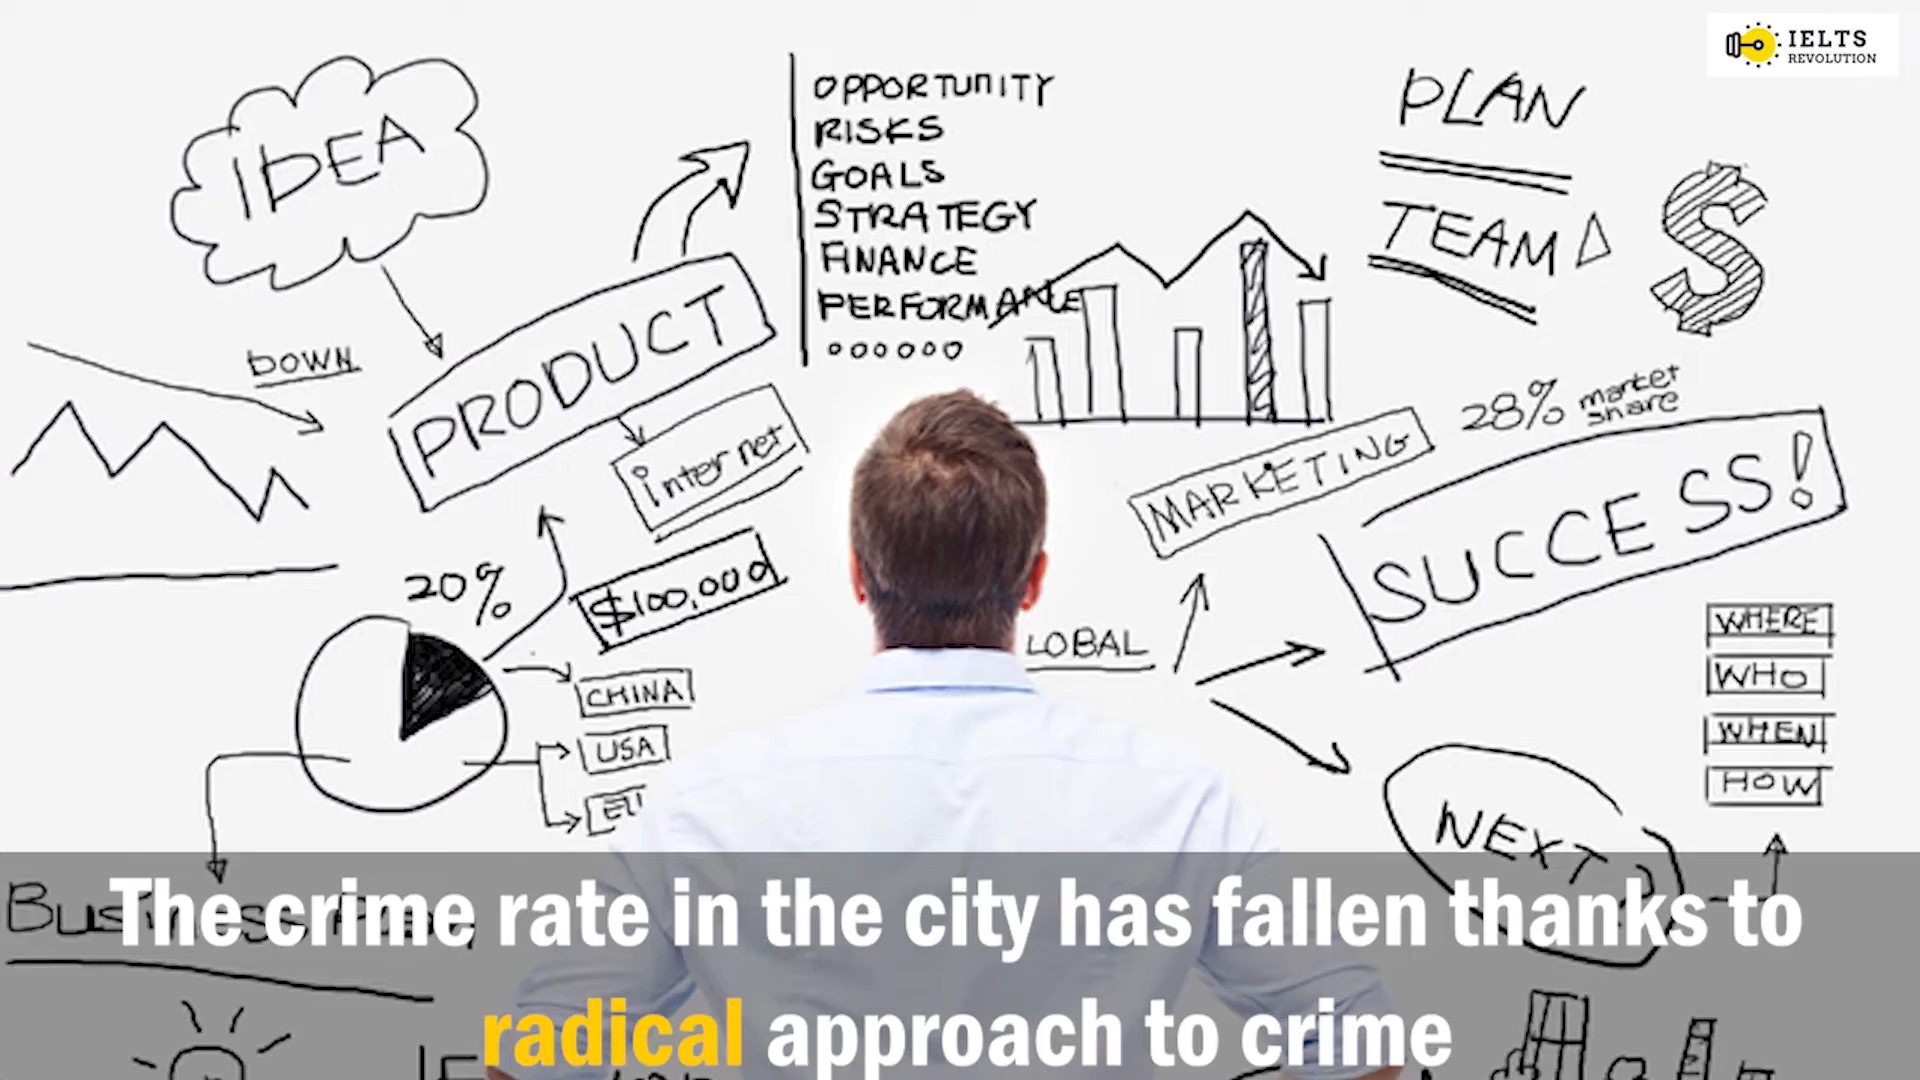 IELTS
REVOLUTION
IDEA
OPPORTUNITY
RISKS
GOALS
STRATEGY
FINANCE
PERFORMANCE
PLAN
TEAM
$
DOWN
PRODUCT
internet
$100,000
20%
CHINA
USA
EU
MARKETING
28% market
share
SUCCESS!
LOBAL
WHERE
WHO
WHEN
HOW
NEXT
The crime rate in the city has fallen thanks to
radical approach to crime